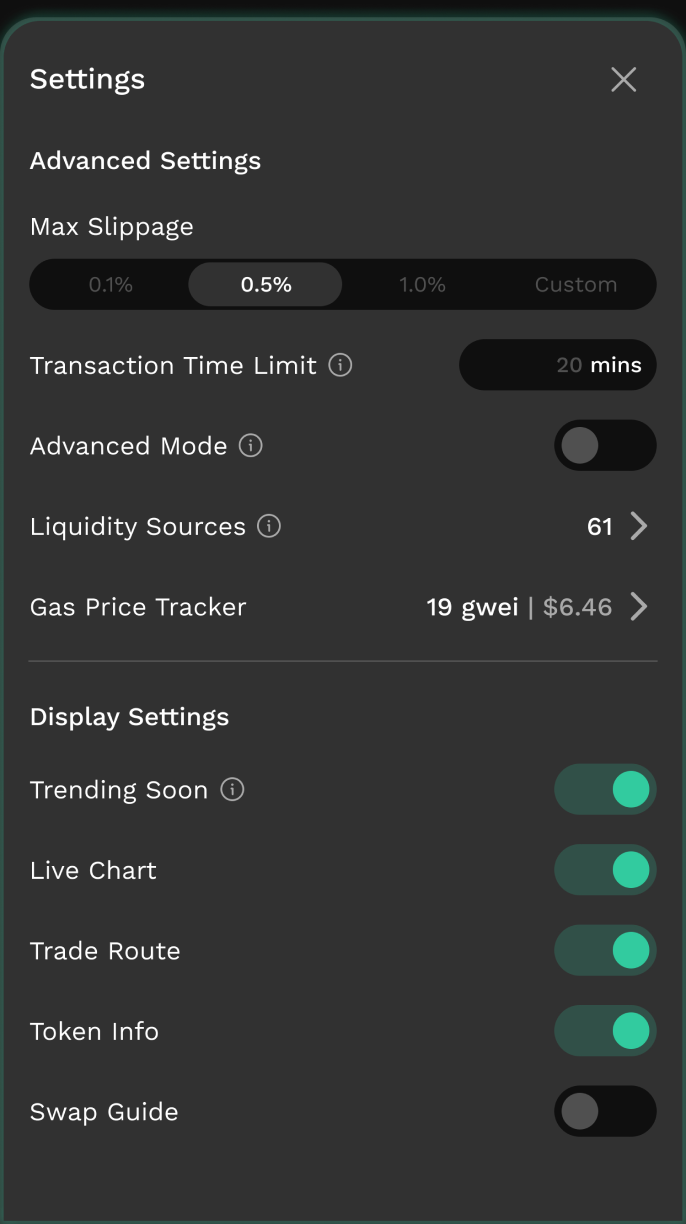 Settings
Advanced Settings
Max Slippage
0.1% 0.5% 1.0% Custom
Transaction Time Limit 20 mins
Advanced Mode
Liquidity Sources 61
Gas Price Tracker 19 gwei | $6.46
Display Settings
Trending Soon
Live Chart
Trade Route
Token Info
Swap Guide